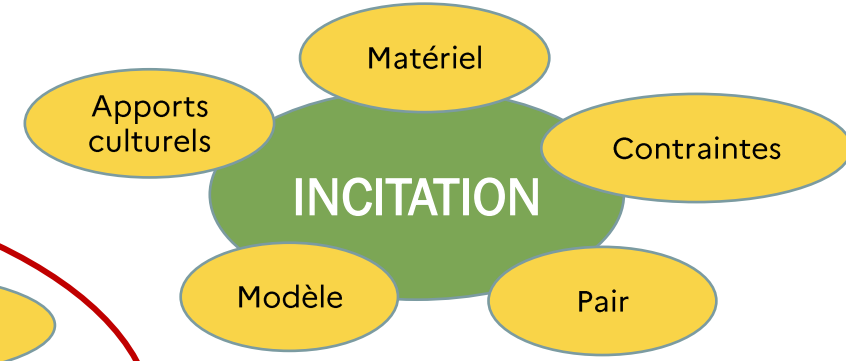 Matériel
Apports
culturels
Contraintes
INCITATION
Modèle
Pair